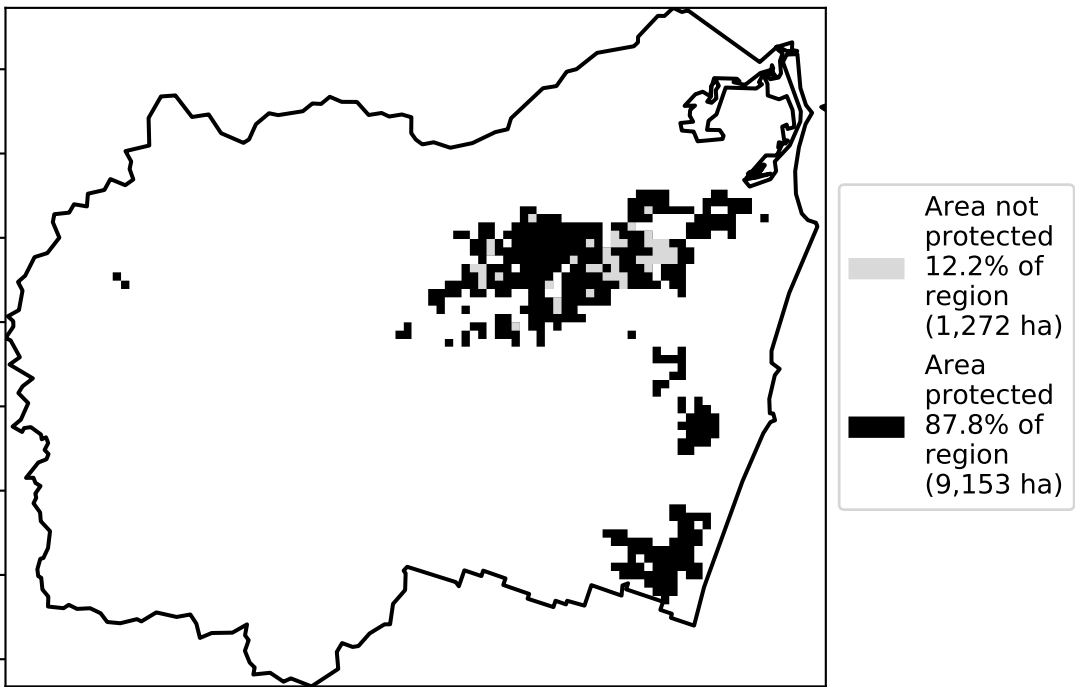 Area not
protected
12.2% of
region
(1,272 ha)
Area
protected
87.8% of
region
(9,153 ha)